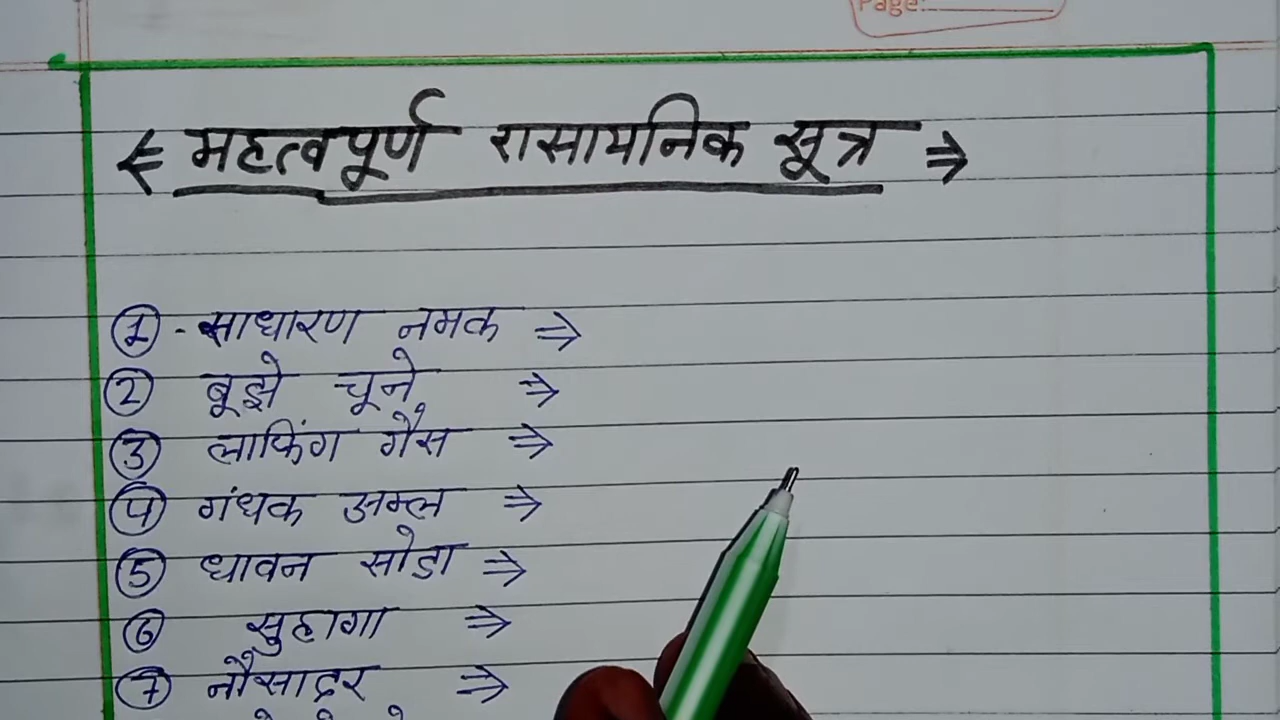 Page:
⇐ महत्वपूर्ण रासायनिक सूत्र ⇒
① - साधारण नमक ⇒
② बूझे चूने ⇒
③ लाफिंग गैस ⇒
④ गंधक अम्ल ⇒
⑤ धावन सोडा ⇒
⑥ सुहागा ⇒
⑦ नौसादर ⇒